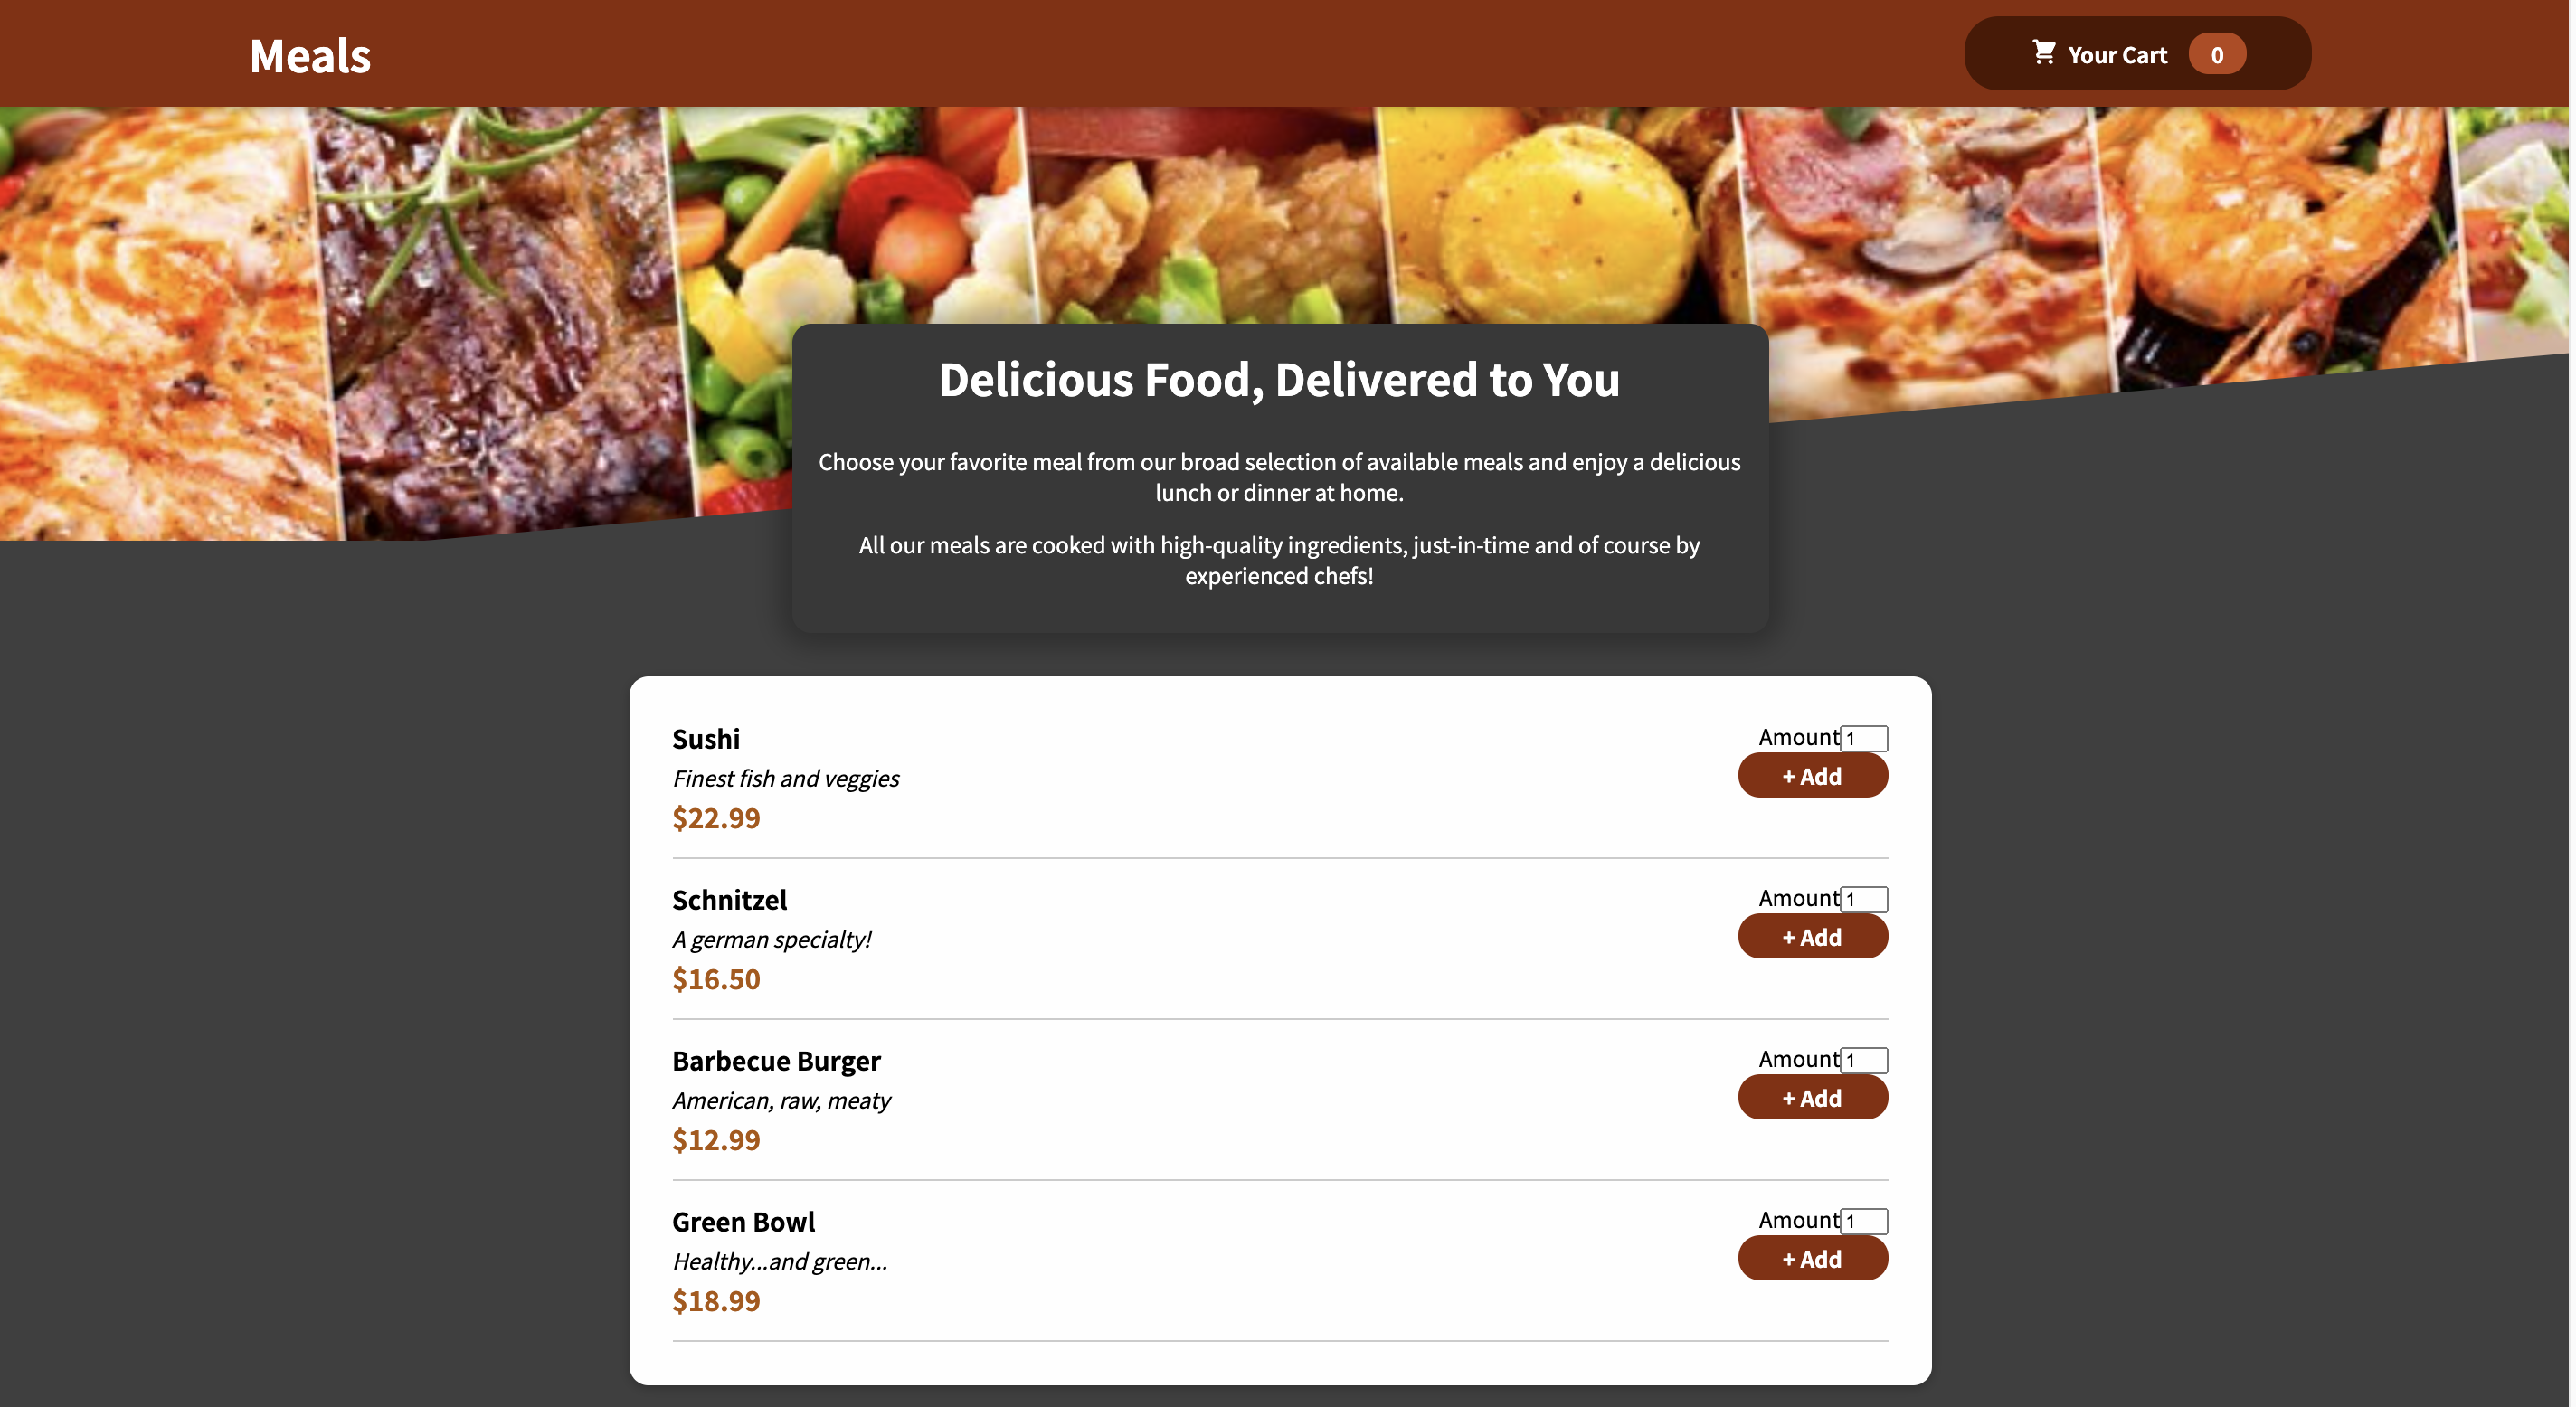 Meals
Your Cart 0
Delicious Food, Delivered to You
Choose your favorite meal from our broad selection of available meals and enjoy a delicious
lunch or dinner at home.
All our meals are cooked with high-quality ingredients, just-in-time and of course by
experienced chefs!
Sushi
Finest fish and veggies
$22.99
Amount 1
+ Add
Schnitzel
A german specialty!
$16.50
Amount 1
+ Add
Barbecue Burger
American, raw, meaty
$12.99
Amount 1
+ Add
Green Bowl
Healthy...and green...
$18.99
Amount 1
+ Add